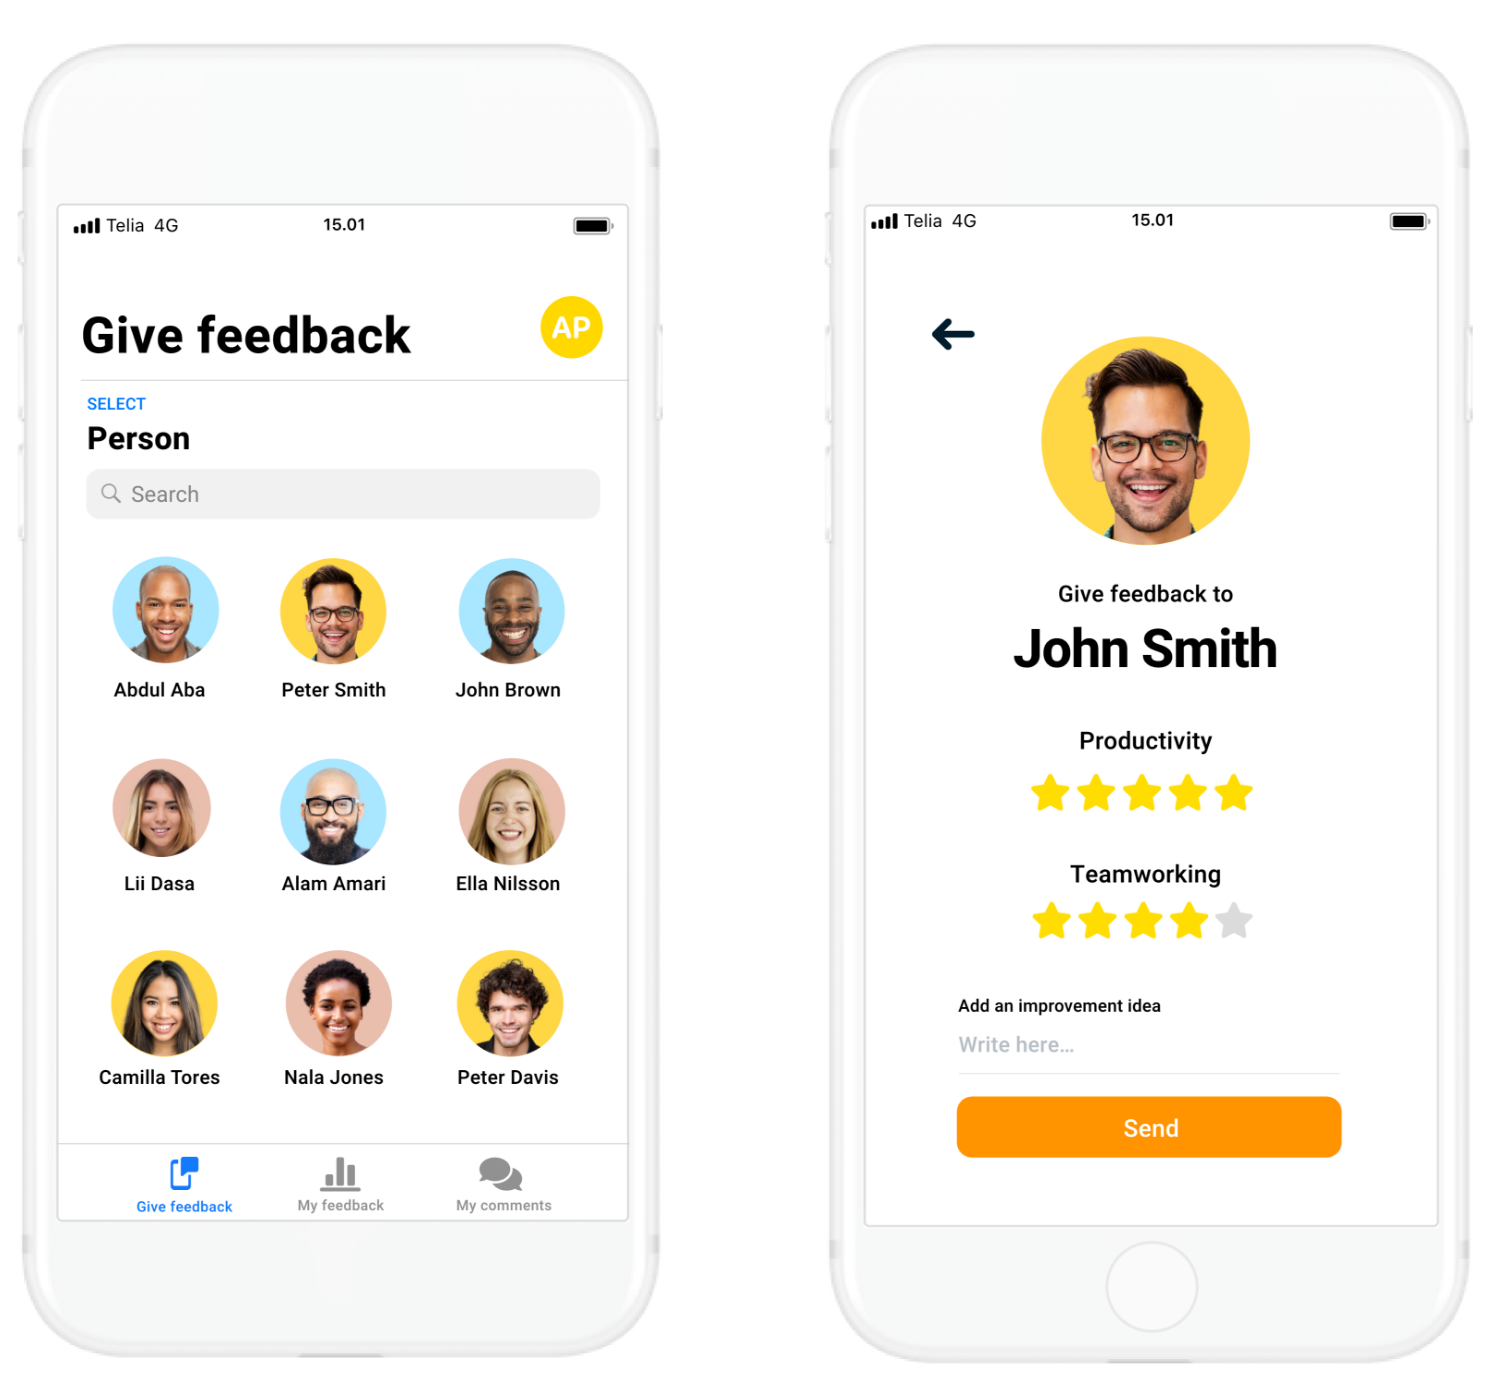 Telia 4G 15.01
Give feedback AP
SELECT
Person
Search
Abdul Aba Peter Smith John Brown
Lii Dasa Alam Amari Ella Nilsson
Camilla Tores Nala Jones Peter Davis
Give feedback My feedback My comments
Telia 4G 15.01
Give feedback to
John Smith
Productivity
Teamworking
Add an improvement idea
Write here...
Send